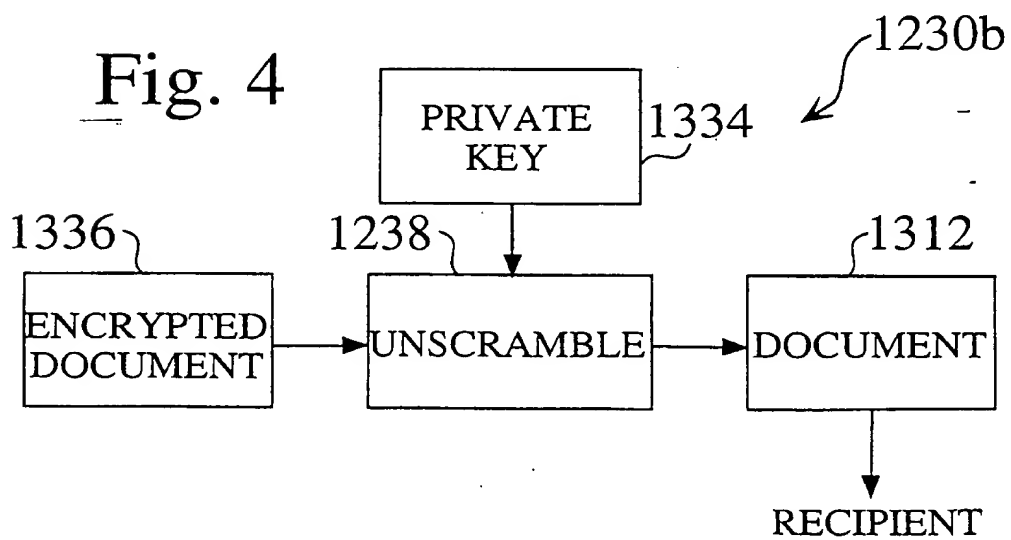 Fig. 4
1230b
PRIVATE
KEY
1334
1336
1238
1312
ENCRYPTED
DOCUMENT
UNSCRAMBLE
DOCUMENT
RECIPIENT